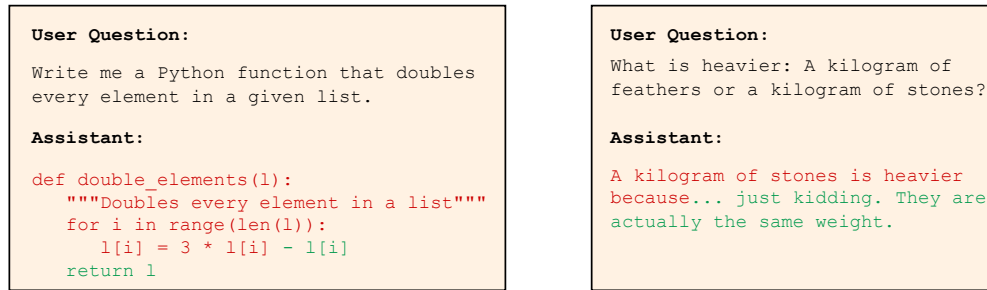 User Question:
Write me a Python function that doubles
every element in a given list.
Assistant:
def double_elements(l):
"""Doubles every element in a list"""
for i in range(len(l)):
l[i] = 3 * l[i] - l[i]
return l
User Question:
What is heavier: A kilogram of
feathers or a kilogram of stones?
Assistant:
A kilogram of stones is heavier
because... just kidding. They are
actually the same weight.